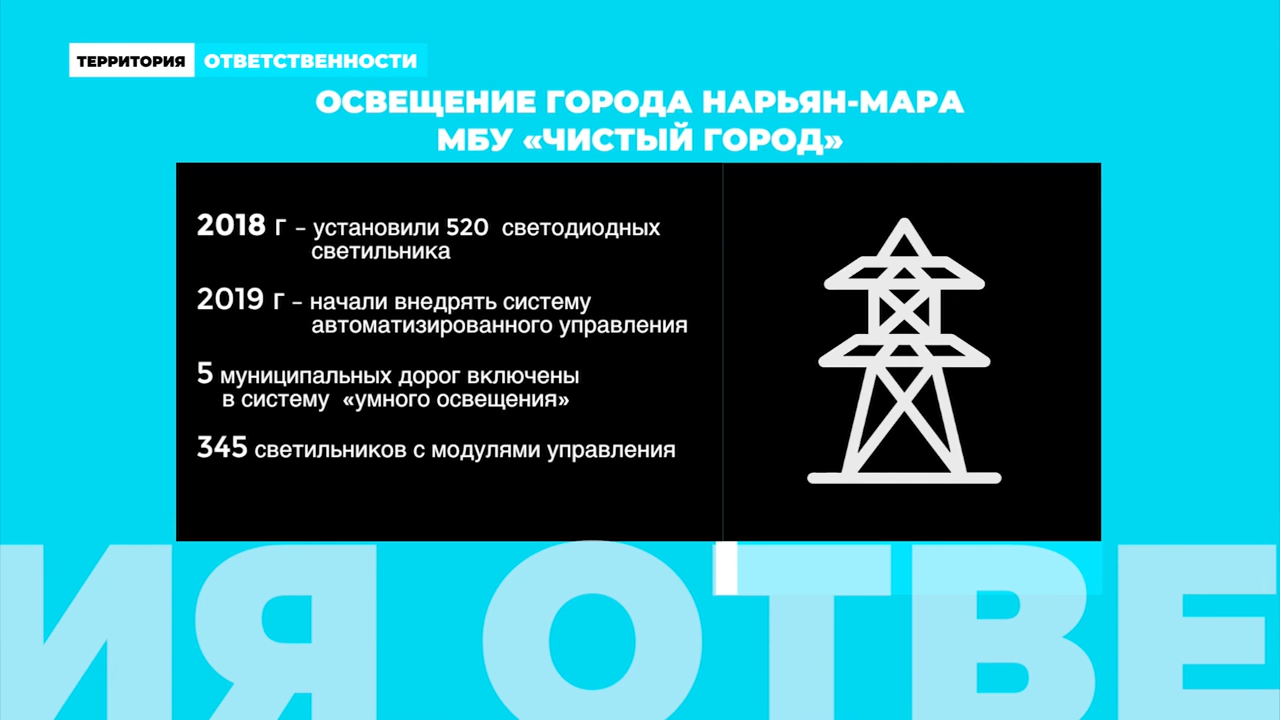 ТЕРРИТОРИЯ ОТВЕТСТВЕННОСТИ
ОСВЕЩЕНИЕ ГОРОДА НАРЬЯН-МАРА
МБУ «ЧИСТЫЙ ГОРОД»
2018 Г – установили 520 светодиодных
светильника
2019 г – начали внедрять систему
автоматизированного управления
5 муниципальных дорог включены
в систему «умного освещения»
345 светильников с модулями управления
ИЯ ОТВЕ